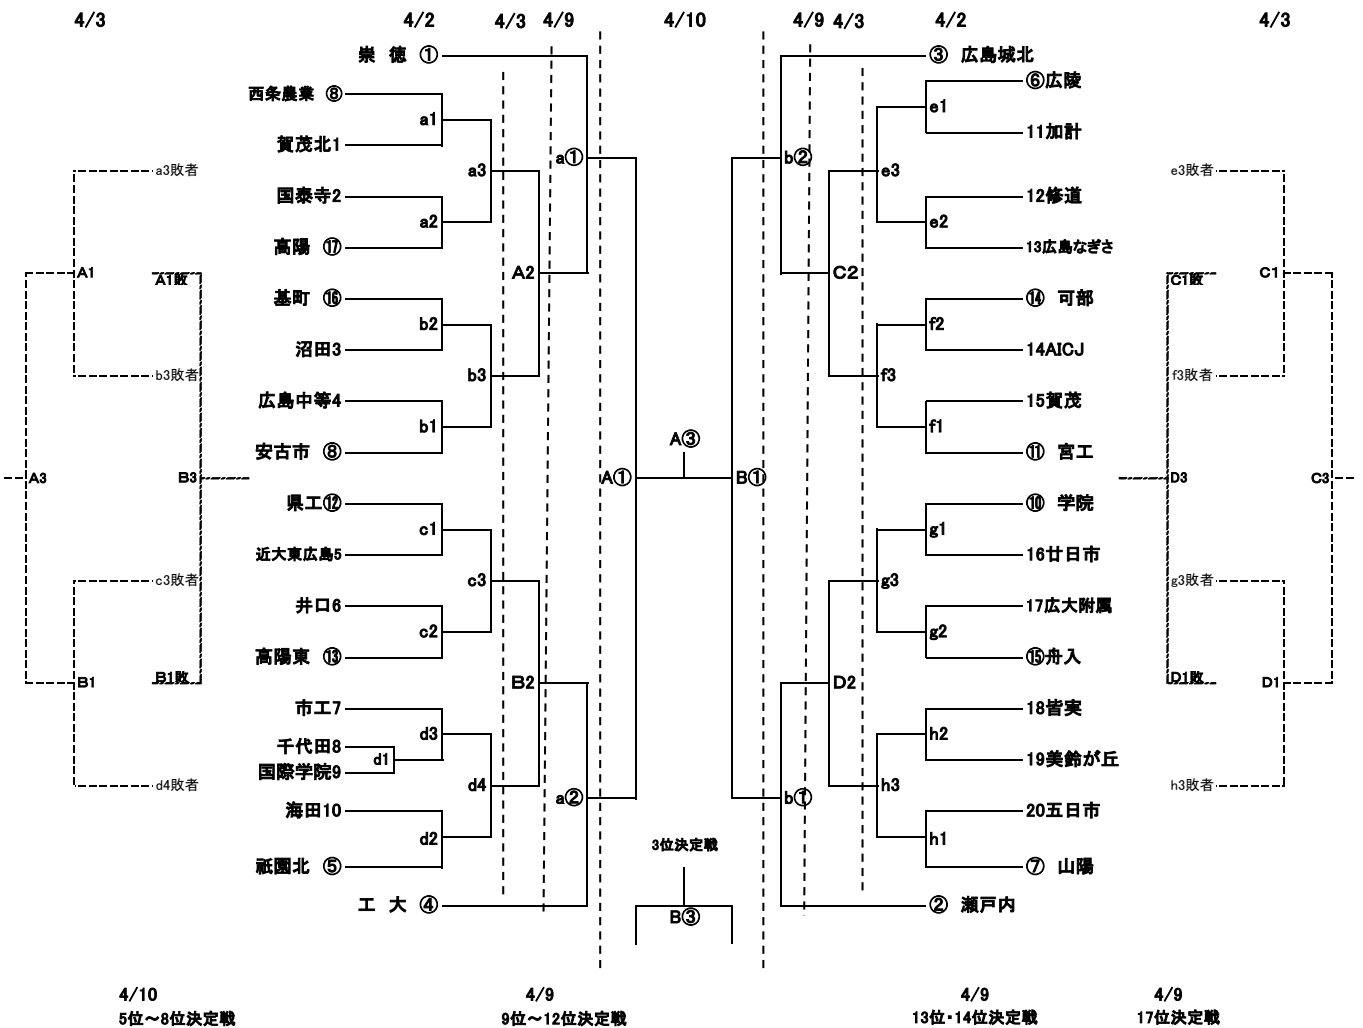 4/3 4/2 4/3 4/9 4/10 4/9 4/3 4/2 4/3
崇 徳 ①
③ 広島城北
⑥広陵
西条農業 ⑧
e1
a1
11加計
賀茂北1
a① b②
a3敗者 a3 e3 e3敗者
国泰寺2 12修道
a2 e2
高陽 ⑰ 13広島なぎさ
A1 A1敗 A2 C2 C1敗 C1
基町 ⑯ ⑭ 可部
b2 f2
沼田3 14AICJ
b3敗者 b3 f3 f3敗者
広島中等4 15賀茂
b1 f1
安古市 ⑧ ⑪ 宮工
A③
A3 B3 A① B① D3 C3
県工⑫ ⑩ 学院
c1 g1
近大東広島5 16廿日市
c3敗者 c3 g3 g3敗者
井口6 17広大附属
c2 g2
高陽東 ⑬ ⑮舟入
B1 B1敗 B2 D2 D1敗 D1
市工7 18皆実
d3 h2
千代田8
d1 19美鈴が丘
国際学院9
d4敗者 d4 h3 h3敗者
a② b①
海田10 20五日市
d2 h1
3位決定戦
祇園北 ⑤ ⑦ 山陽
工 大 ④ ② 瀬戸内
B③
4/10 4/9 4/9 4/9
5位～8位決定戦 9位～12位決定戦 13位・14位決定戦 17位決定戦